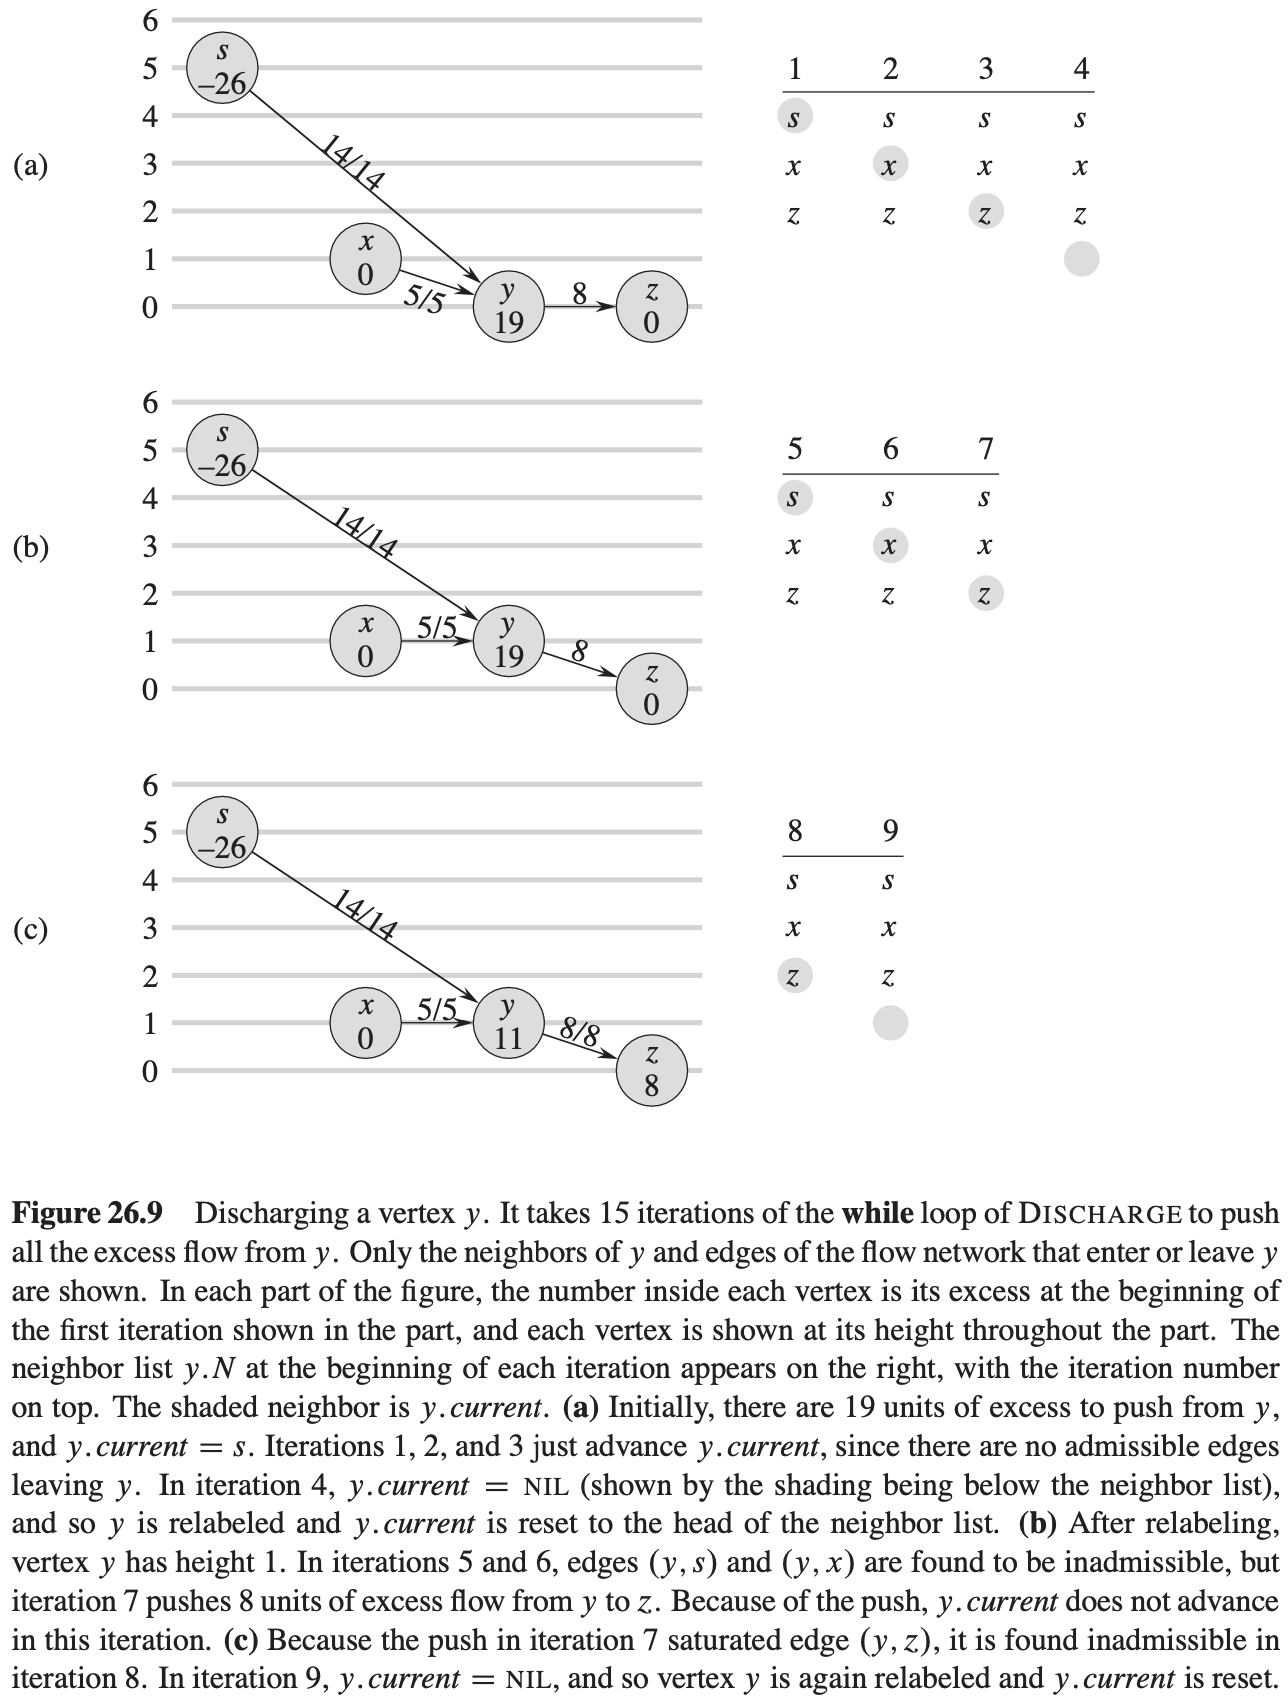 6
s
5
−26
4
(a)
3
14/14
2
x
1
0
5/5
0
y
19
8
z
0
1 2 3 4
s s s s
x x x x
z z z z
6
s
5
−26
4
(b)
3
14/14
2
x
1
0
5/5
y
19
8
0
z
0
5 6 7
s s s
x x x
z z z
6
s
5
−26
4
(c)
3
14/14
2
x
1
0
5/5
y
11
8/8
0
z
8
8 9
s s
x x
z z
Figure 26.9 Discharging a vertex y. It takes 15 iterations of the while loop of DISCHARGE to push
all the excess flow from y. Only the neighbors of y and edges of the flow network that enter or leave y
are shown. In each part of the figure, the number inside each vertex is its excess at the beginning of
the first iteration shown in the part, and each vertex is shown at its height throughout the part. The
neighbor list y.N at the beginning of each iteration appears on the right, with the iteration number
on top. The shaded neighbor is y.current. (a) Initially, there are 19 units of excess to push from y,
and y.current = s. Iterations 1, 2, and 3 just advance y.current, since there are no admissible edges
leaving y. In iteration 4, y.current = NIL (shown by the shading being below the neighbor list),
and so y is relabeled and y.current is reset to the head of the neighbor list. (b) After relabeling,
vertex y has height 1. In iterations 5 and 6, edges (y, s) and (y, x) are found to be inadmissible, but
iteration 7 pushes 8 units of excess flow from y to z. Because of the push, y.current does not advance
in this iteration. (c) Because the push in iteration 7 saturated edge (y, z), it is found inadmissible in
iteration 8. In iteration 9, y.current = NIL, and so vertex y is again relabeled and y.current is reset.